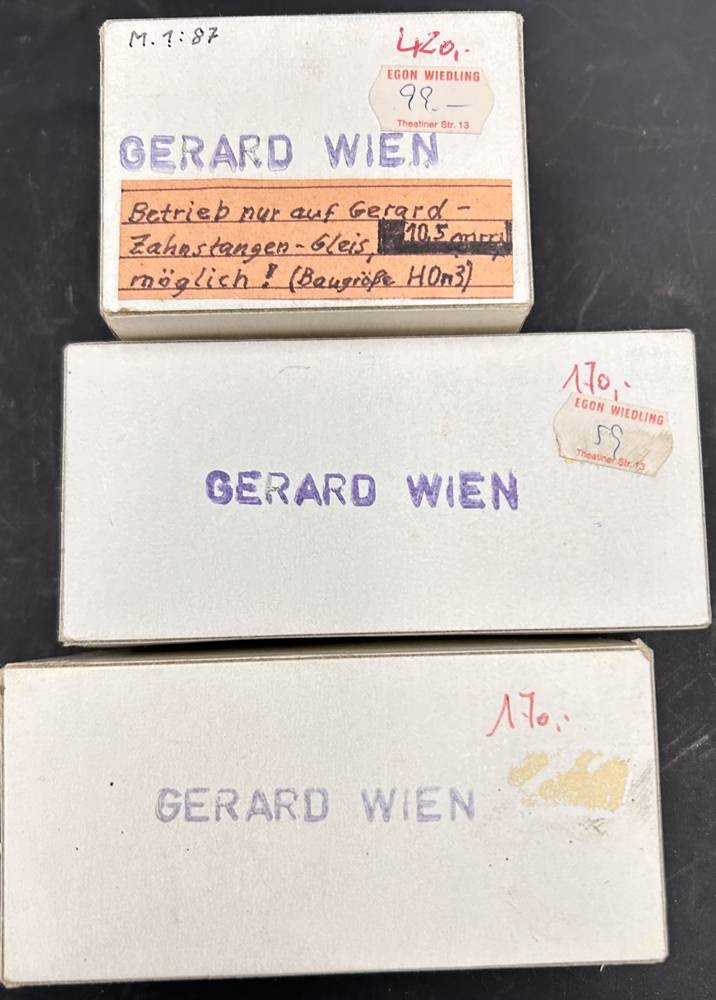 M. 1:87
420,-
EGON WIEDLING
99.—
Theatiner Str. 13
GERARD WIEN
Betrieb nur auf Gerard-
Zahnstangen-Gleis, 10,5 mm
möglich! (Baugröße H0n3)
170,-
EGON WIEDLING
59
Theatiner Str. 13
GERARD WIEN
170,-
GERARD WIEN